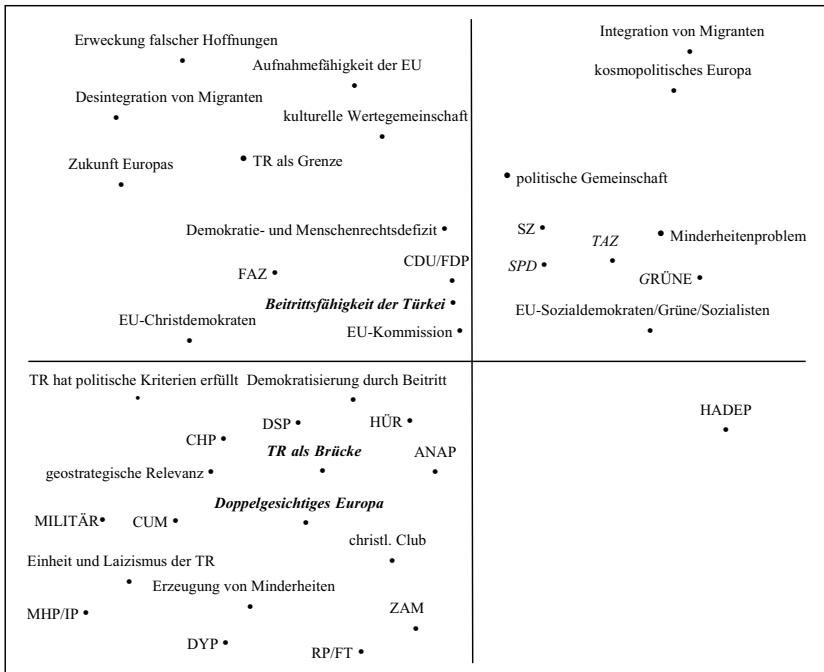 Erweckung falscher Hoffnungen
Integration von Migranten
Aufnahmefähigkeit der EU
kosmopolitisches Europa
Desintegration von Migranten
kulturelle Wertegemeinschaft
Zukunft Europas
TR als Grenze
politische Gemeinschaft
Demokratie- und Menschenrechtsdefizit
SZ
TAZ
Minderheitenproblem
FAZ
CDU/FDP
SPD
GRÜNE
Beitrittsfähigkeit der Türkei
EU-Sozialdemokraten/Grüne/Sozialisten
EU-Christdemokraten
EU-Kommission
TR hat politische Kriterien erfüllt
Demokratisierung durch Beitritt
HADEP
DSP
HÜR
CHP
TR als Brücke
ANAP
geostrategische Relevanz
Doppelgesichtiges Europa
MILITÄR
CUM
christl. Club
Einheit und Laizismus der TR
Erzeugung von Minderheiten
MHP/IP
ZAM
DYP
RP/FT